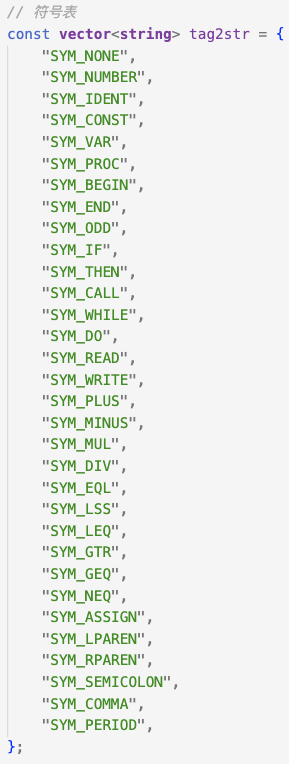 // 符号表
const vector<string> tag2str = {
    "SYM_NONE",
    "SYM_NUMBER",
    "SYM_IDENT",
    "SYM_CONST",
    "SYM_VAR",
    "SYM_PROC",
    "SYM_BEGIN",
    "SYM_END",
    "SYM_ODD",
    "SYM_IF",
    "SYM_THEN",
    "SYM_CALL",
    "SYM_WHILE",
    "SYM_DO",
    "SYM_READ",
    "SYM_WRITE",
    "SYM_PLUS",
    "SYM_MINUS",
    "SYM_MUL",
    "SYM_DIV",
    "SYM_EQL",
    "SYM_LSS",
    "SYM_LEQ",
    "SYM_GTR",
    "SYM_GEQ",
    "SYM_NEQ",
    "SYM_ASSIGN",
    "SYM_LPAREN",
    "SYM_RPAREN",
    "SYM_SEMICOLON",
    "SYM_COMMA",
    "SYM_PERIOD",
};